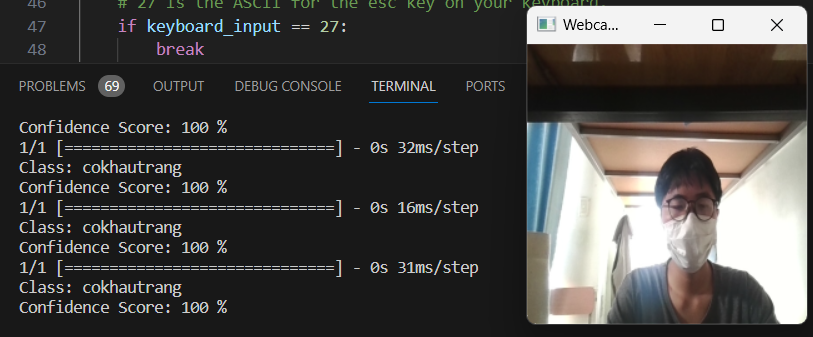 46 # 27 is the ASCII for the esc key on your keyboard.
47 if keyboard_input == 27:
48 break
PROBLEMS 69 OUTPUT DEBUG CONSOLE TERMINAL PORTS
Confidence Score: 100 %
1/1 [==============================] - 0s 32ms/step
Class: cokhautrang
Confidence Score: 100 %
1/1 [==============================] - 0s 16ms/step
Class: cokhautrang
Confidence Score: 100 %
1/1 [==============================] - 0s 31ms/step
Class: cokhautrang
Confidence Score: 100 %
Webca...